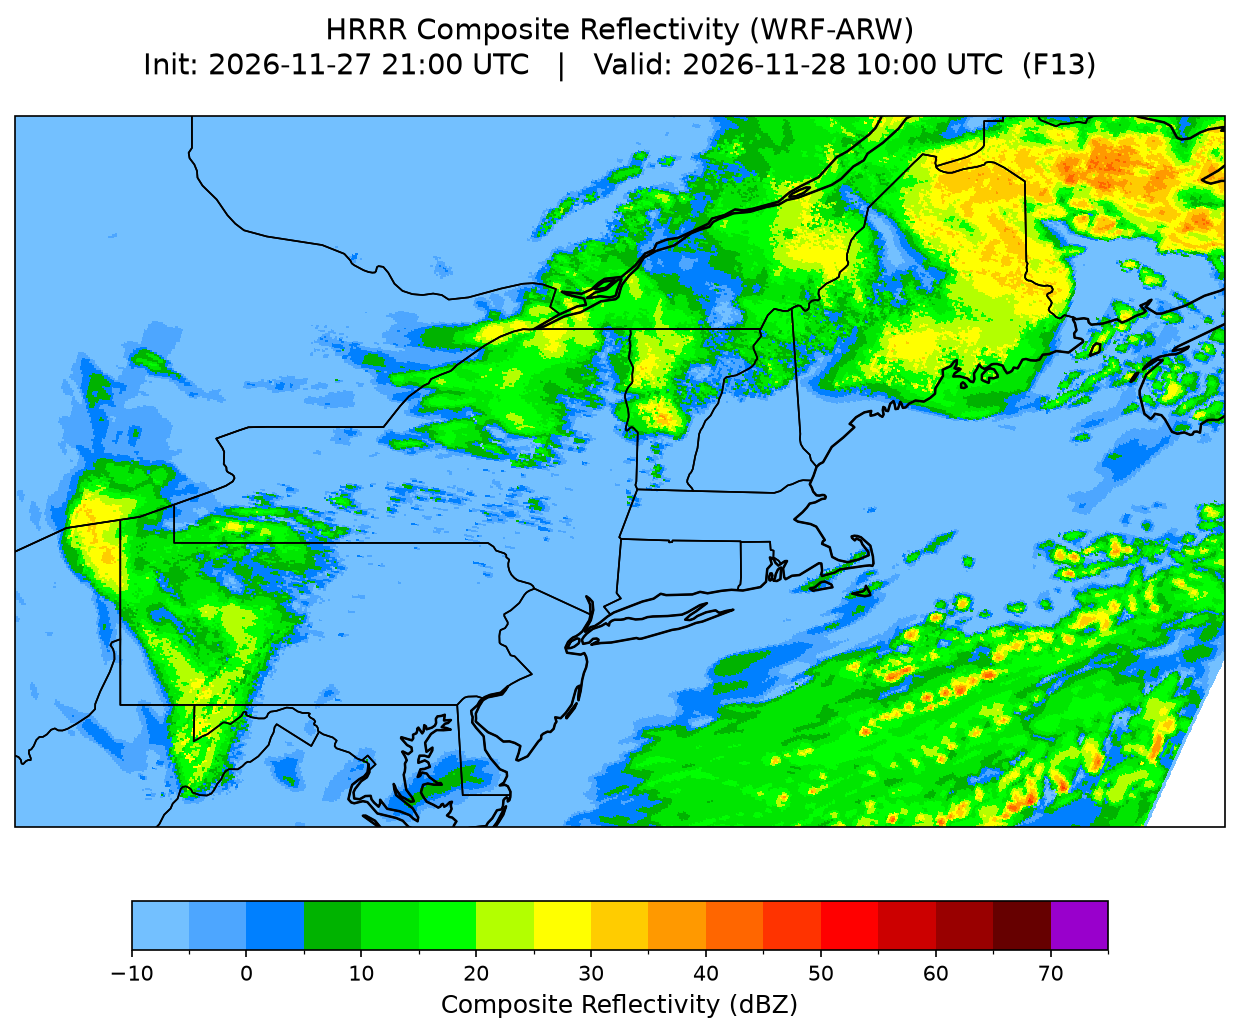 HRRR Composite Reflectivity (WRF-ARW)
Init: 2026-11-27 21:00 UTC   |   Valid: 2026-11-28 10:00 UTC  (F13)
−10 0 10 20 30 40 50 60 70
Composite Reflectivity (dBZ)